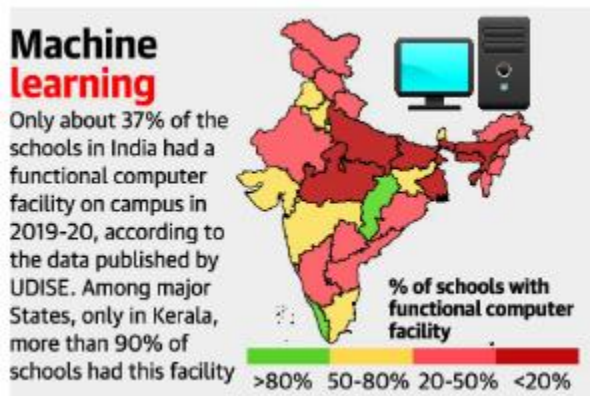 Machine
learning
Only about 37% of the
schools in India had a
functional computer
facility on campus in
2019-20, according to
the data published by
UDISE. Among major
States, only in Kerala,
more than 90% of
schools had this facility
% of schools with
functional computer
facility
>80% 50-80% 20-50% <20%